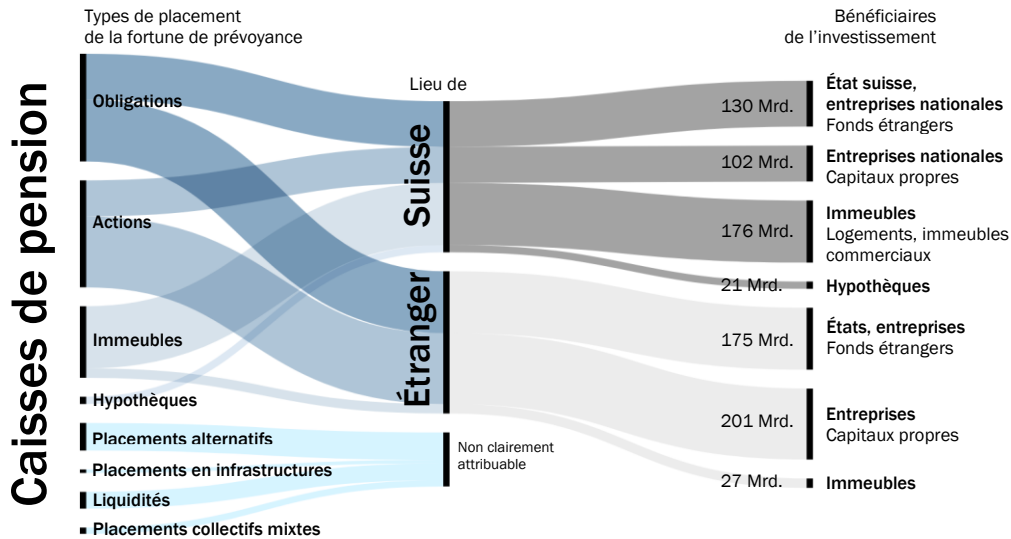 Types de placement
de la fortune de prévoyance
Bénéficiaires
de l’investissement
Lieu de
Caisses de pension
Obligations
Actions
Immeubles
Hypothèques
Placements alternatifs
Placements en infrastructures
Liquidités
Placements collectifs mixtes
Suisse
Étranger
Non clairement
attribuable
130 Mrd.
État suisse,
entreprises nationales
Fonds étrangers
102 Mrd.
Entreprises nationales
Capitaux propres
176 Mrd.
Immeubles
Logements, immeubles
commerciaux
21 Mrd.
Hypothèques
175 Mrd.
États, entreprises
Fonds étrangers
201 Mrd.
Entreprises
Capitaux propres
27 Mrd.
Immeubles